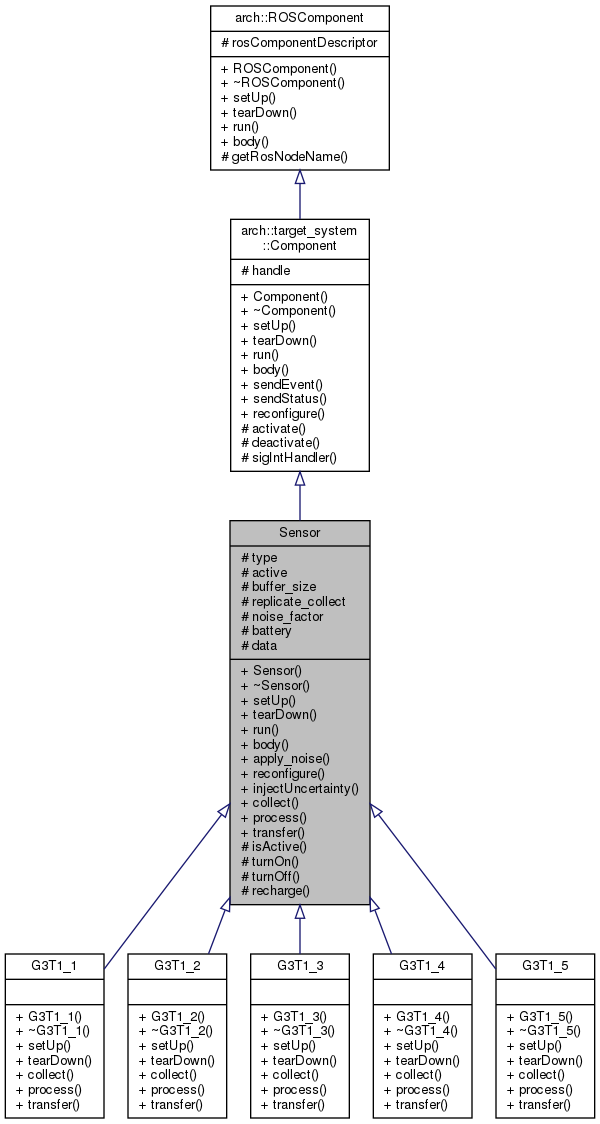 arch::ROSComponent
# rosComponentDescriptor
+ ROSComponent()
+ ~ROSComponent()
+ setUp()
+ tearDown()
+ run()
+ body()
# getRosNodeName()
arch::target_system
::Component
# handle
+ Component()
+ ~Component()
+ setUp()
+ tearDown()
+ run()
+ body()
+ sendEvent()
+ sendStatus()
+ reconfigure()
# activate()
# deactivate()
# sigIntHandler()
Sensor
# type
# active
# buffer_size
# replicate_collect
# noise_factor
# battery
# data
+ Sensor()
+ ~Sensor()
+ setUp()
+ tearDown()
+ run()
+ body()
+ apply_noise()
+ reconfigure()
+ injectUncertainty()
+ collect()
+ process()
+ transfer()
# isActive()
# turnOn()
# turnOff()
# recharge()
G3T1_1
+ G3T1_1()
+ ~G3T1_1()
+ setUp()
+ tearDown()
+ collect()
+ process()
+ transfer()
G3T1_2
+ G3T1_2()
+ ~G3T1_2()
+ setUp()
+ tearDown()
+ collect()
+ process()
+ transfer()
G3T1_3
+ G3T1_3()
+ ~G3T1_3()
+ setUp()
+ tearDown()
+ collect()
+ process()
+ transfer()
G3T1_4
+ G3T1_4()
+ ~G3T1_4()
+ setUp()
+ tearDown()
+ collect()
+ process()
+ transfer()
G3T1_5
+ G3T1_5()
+ ~G3T1_5()
+ setUp()
+ tearDown()
+ collect()
+ process()
+ transfer()